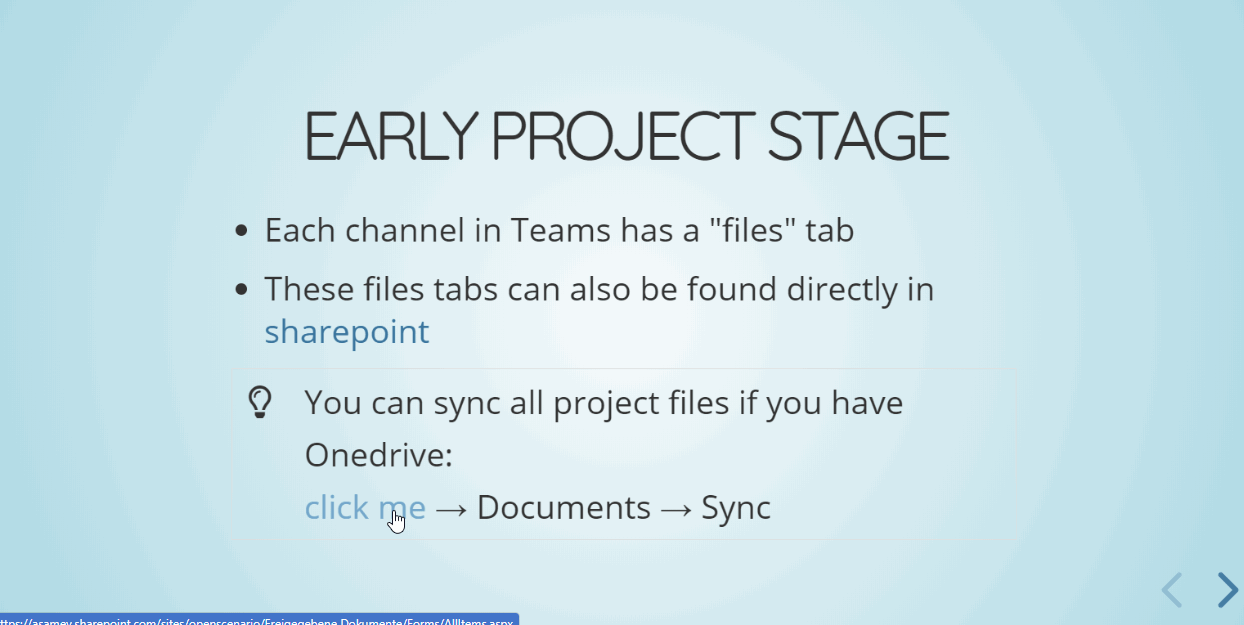 EARLY PROJECT STAGE
Each channel in Teams has a "files" tab
These files tabs can also be found directly in
sharepoint
You can sync all project files if you have
Onedrive:
click me → Documents → Sync
ttps://asamev.sharepoint.com/sites/openscenario/Freigegebene Dokumente/Forms/AllItems.aspx